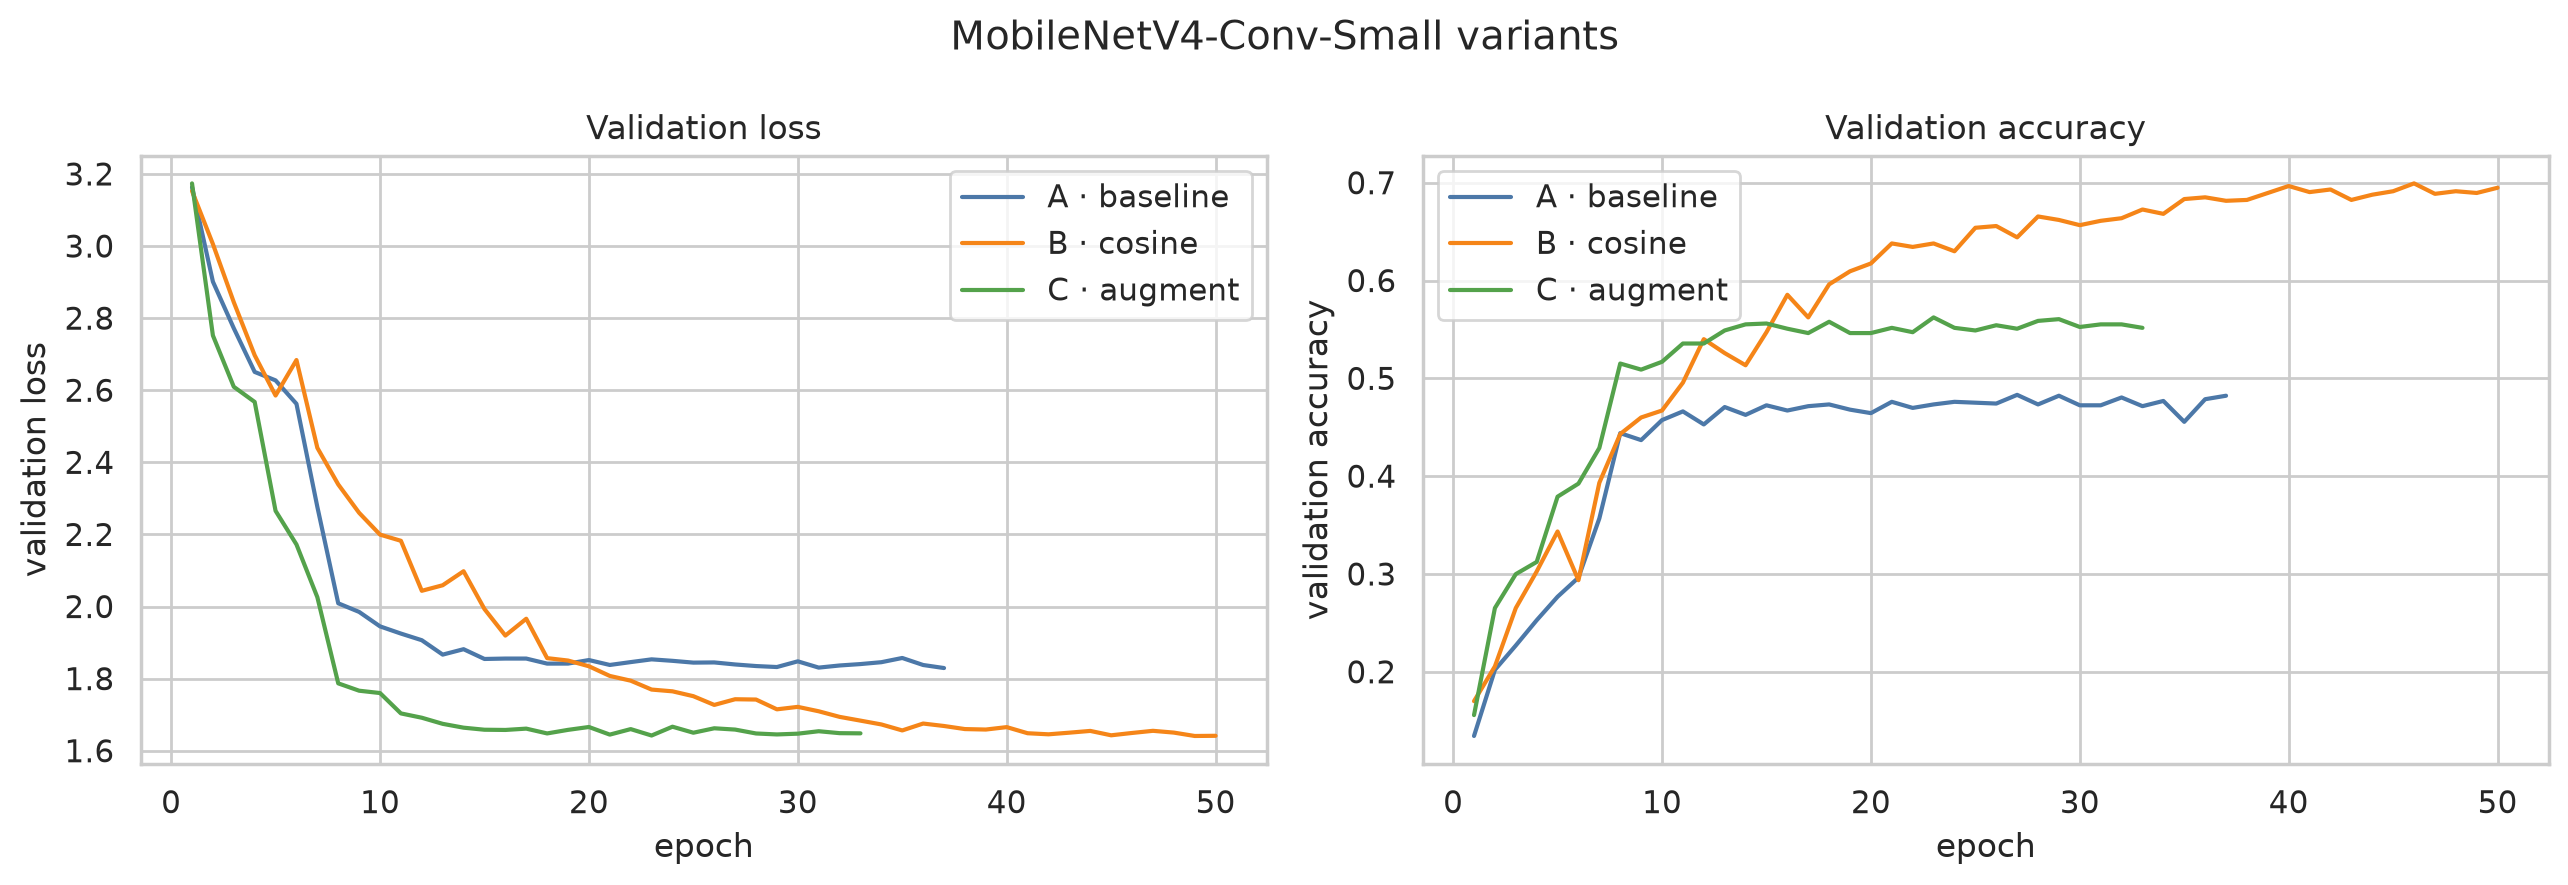 MobileNetV4-Conv-Small variants
Validation loss
validation loss
3.2
3.0
2.8
2.6
2.4
2.2
2.0
1.8
1.6
A · baseline
B · cosine
C · augment
0
10
20
30
40
50
epoch
Validation accuracy
validation accuracy
0.7
0.6
0.5
0.4
0.3
0.2
A · baseline
B · cosine
C · augment
0
10
20
30
40
50
epoch